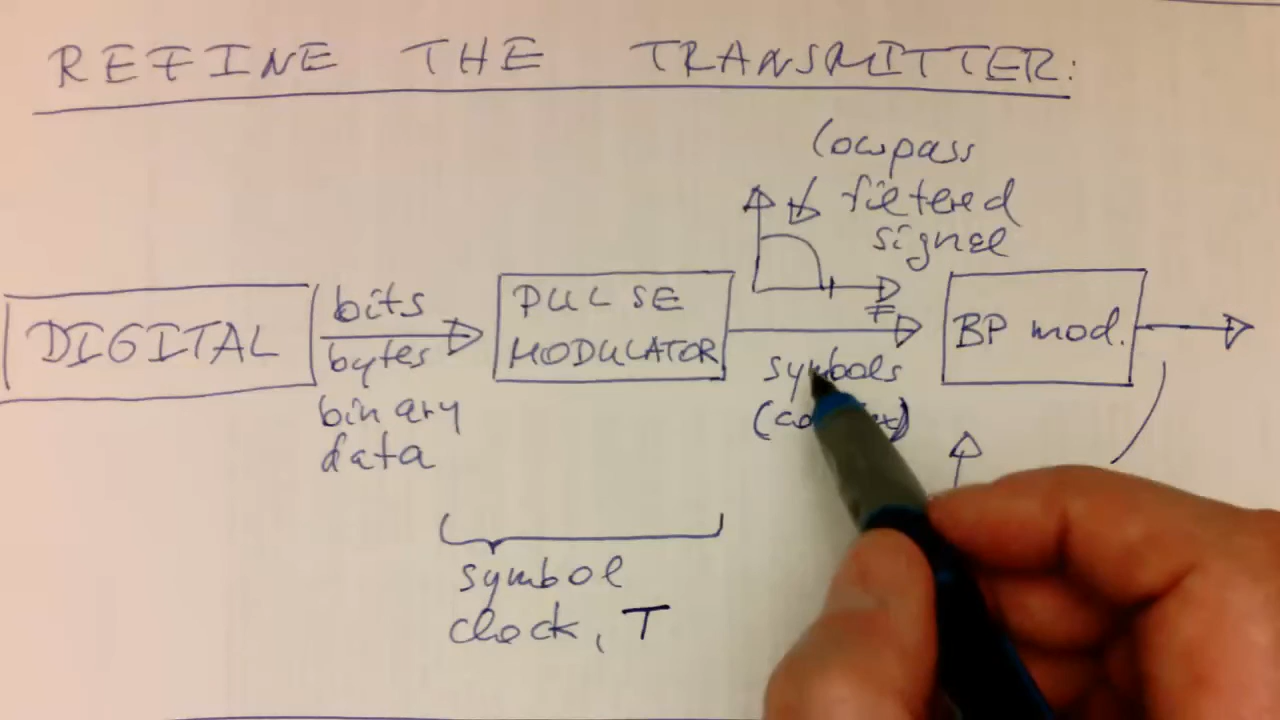 REFINE THE TRANSMITTER:
lowpass
filtered
signal
F
DIGITAL
bits
bytes
binary
data
PULSE
MODULATOR
symbols
BP mod.
symbol
clock, T